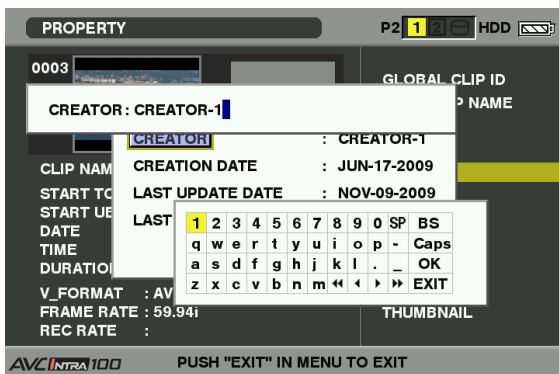 PROPERTY
P2 1 2 HDD
0003
GLOBAL CLIP ID
P NAME
CREATOR: CREATOR-1
CREATOR : CREATOR-1
CLIP NAM CREATION DATE : JUN-17-2009
START TC LAST UPDATE DATE : NOV-09-2009
START UB LAST
DATE
TIME
DURATIO
1 2 3 4 5 6 7 8 9 0 SP BS
q w e r t y u i o p - Caps
a s d f g h j k l . _ OK
z x c v b n m EXIT
V_FORMAT : AV
FRAME RATE : 59.94i
THUMBNAIL
REC RATE :
AVC INTRA 100
PUSH "EXIT" IN MENU TO EXIT